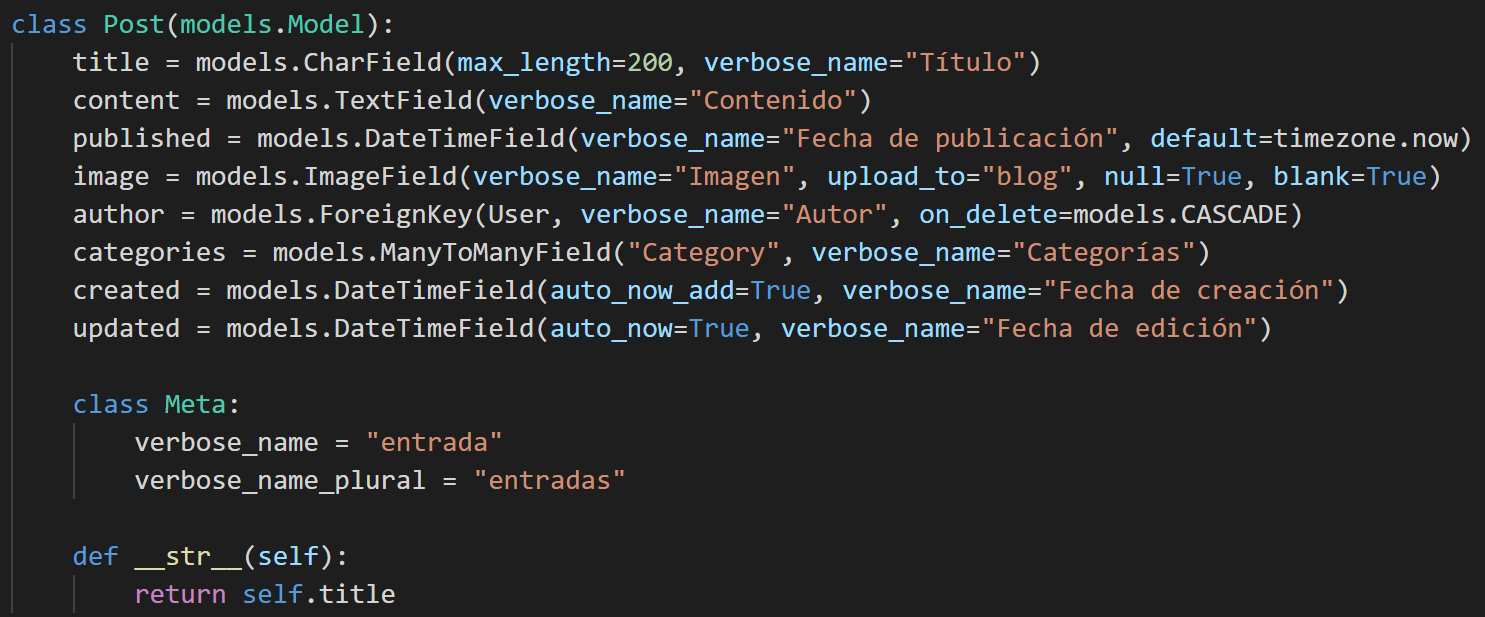 class Post(models.Model):
    title = models.CharField(max_length=200, verbose_name="Título")
    content = models.TextField(verbose_name="Contenido")
    published = models.DateTimeField(verbose_name="Fecha de publicación", default=timezone.now)
    image = models.ImageField(verbose_name="Imagen", upload_to="blog", null=True, blank=True)
    author = models.ForeignKey(User, verbose_name="Autor", on_delete=models.CASCADE)
    categories = models.ManyToManyField("Category", verbose_name="Categorías")
    created = models.DateTimeField(auto_now_add=True, verbose_name="Fecha de creación")
    updated = models.DateTimeField(auto_now=True, verbose_name="Fecha de edición")

    class Meta:
        verbose_name = "entrada"
        verbose_name_plural = "entradas"

    def __str__(self):
        return self.title